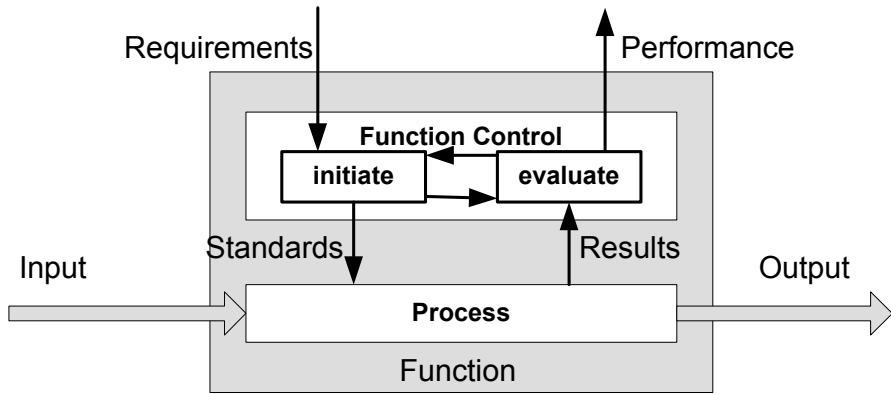 Requirements
Performance
Function Control
initiate
evaluate
Standards
Results
Input
Output
Process
Function